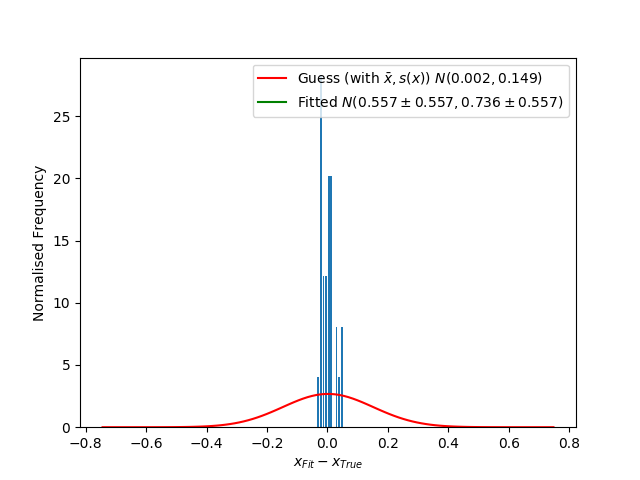 Guess (with x̄, s(x)) N(0.002, 0.149)
Fitted N(0.557 ± 0.557, 0.736 ± 0.557)
25
20
15
10
5
0
Normalised Frequency
−0.8 −0.6 −0.4 −0.2 0.0 0.2 0.4 0.6 0.8
x_Fit − x_True